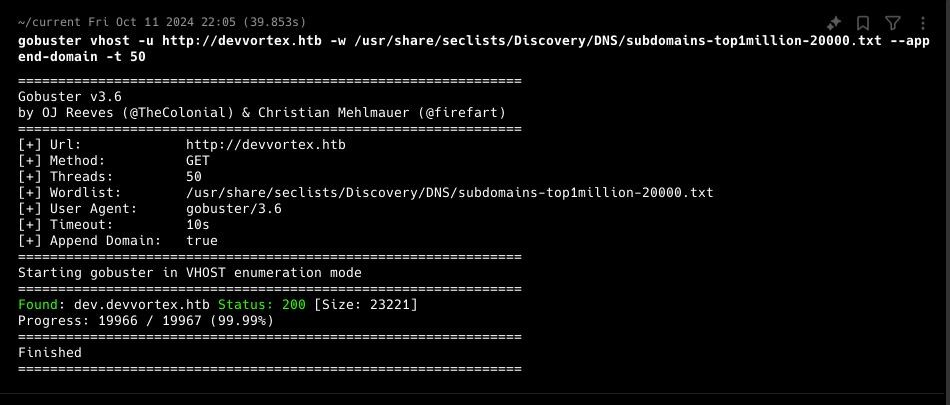 ~/current Fri Oct 11 2024 22:05 (39.853s)
gobuster vhost -u http://devvortex.htb -w /usr/share/seclists/Discovery/DNS/subdomains-top1million-20000.txt --app
end-domain -t 50
===============================================================
Gobuster v3.6
by OJ Reeves (@TheColonial) & Christian Mehlmauer (@firefart)
===============================================================
[+] Url:             http://devvortex.htb
[+] Method:          GET
[+] Threads:         50
[+] Wordlist:        /usr/share/seclists/Discovery/DNS/subdomains-top1million-20000.txt
[+] User Agent:      gobuster/3.6
[+] Timeout:         10s
[+] Append Domain:   true
===============================================================
Starting gobuster in VHOST enumeration mode
===============================================================
Found: dev.devvortex.htb Status: 200 [Size: 23221]
Progress: 19966 / 19967 (99.99%)
===============================================================
Finished
===============================================================